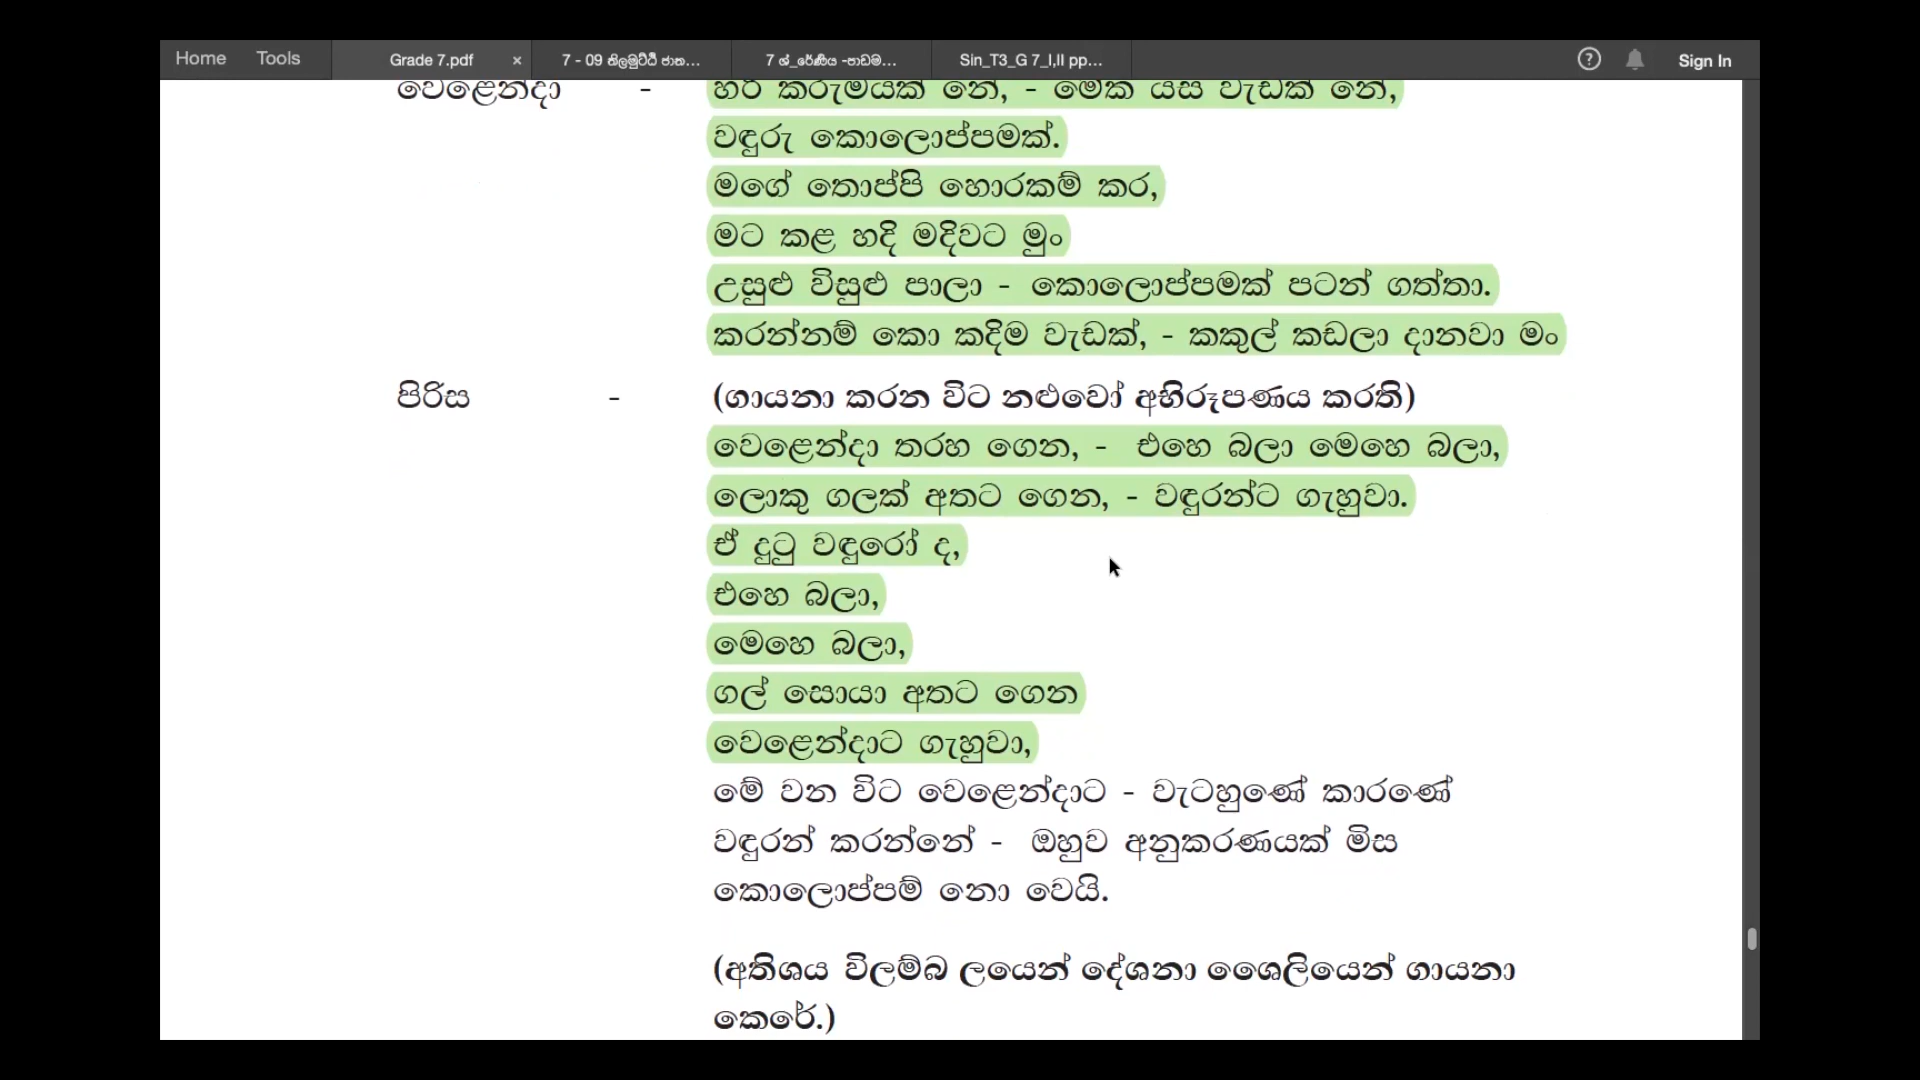 Home Tools Grade 7.pdf × 7 - 09 තිලමුට්ඨි ජාත... 7 ශ්_රේණිය -පාඩම... Sin_T3_G 7_I,II pp... Sign In
වෙළෙන්දා - හරි කරුමයක් නේ, - මේක යස වැඩක් නේ,
වඳුරු කොලොප්පමක්.
මගේ තොප්පි හොරකම් කර,
මට කළ හදි මදිවට මුං
උසුළු විසුළු පාලා - කොලොප්පමක් පටන් ගත්තා.
කරන්නම් කො කදිම වැඩක්, - කකුල් කඩලා දානවා මං
පිරිස - (ගායනා කරන විට නළුවෝ අභිරූපණය කරති)
වෙළෙන්දා තරහ ගෙන, - එහෙ බලා මෙහෙ බලා,
ලොකු ගලක් අතට ගෙන, - වඳුරන්ට ගැහුවා.
ඒ දුටු වඳුරෝ ද,
එහෙ බලා,
මෙහෙ බලා,
ගල් සොයා අතට ගෙන
වෙළෙන්දාට ගැහුවා,
මේ වන විට වෙළෙන්දාට - වැටහුණේ කාරණේ
වඳුරන් කරන්නේ - ඔහුව අනුකරණයක් මිස
කොලොප්පම් නො වෙයි.
(අතිශය විලම්බ ලයෙන් දේශනා ශෛලියෙන් ගායනා
කෙරේ.)